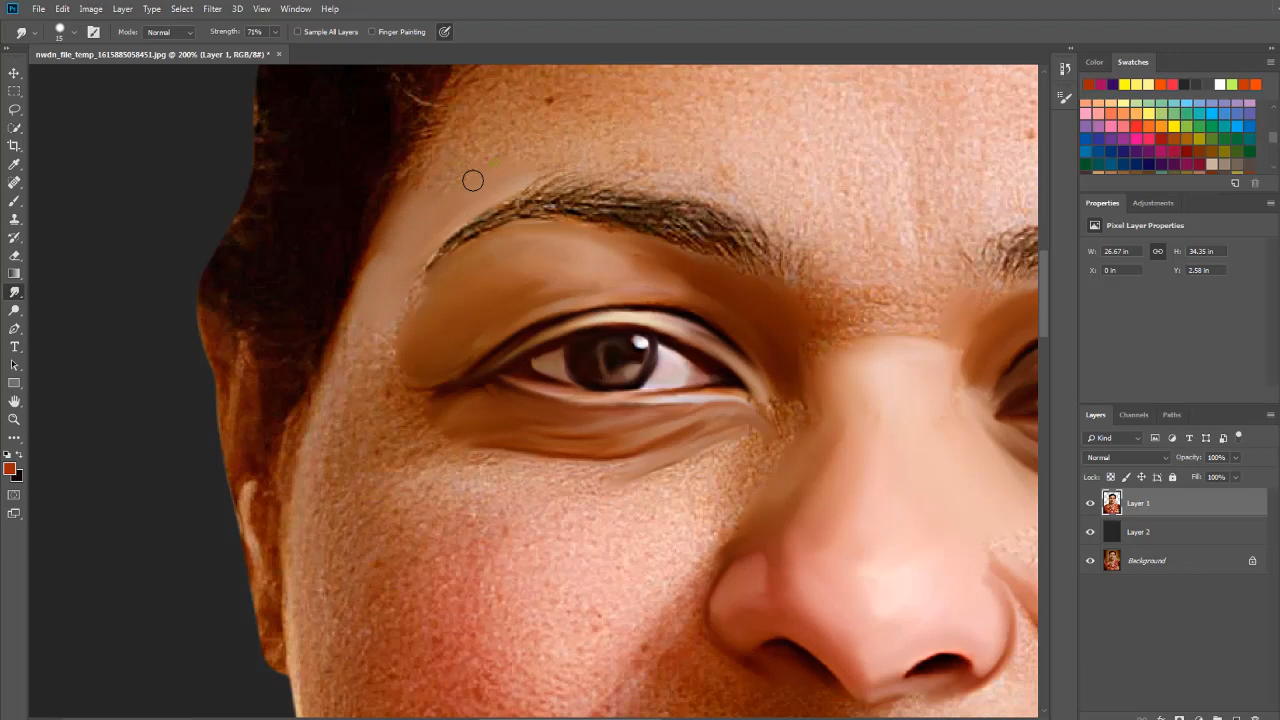 File Edit Image Layer Type Select Filter 3D View Window Help
15 Mode: Normal Strength: 71% Sample All Layers Finger Painting
nwdn_file_temp_1615885058451.jpg @ 200% (Layer 1, RGB/8#) * ×
Color Swatches
Properties Adjustments
Pixel Layer Properties
W: 26.67 in H: 34.35 in
X: 0 in Y: 2.58 in
Layers Channels Paths
Kind
Normal Opacity: 100%
Lock: Fill: 100%
Layer 1
Layer 2
Background